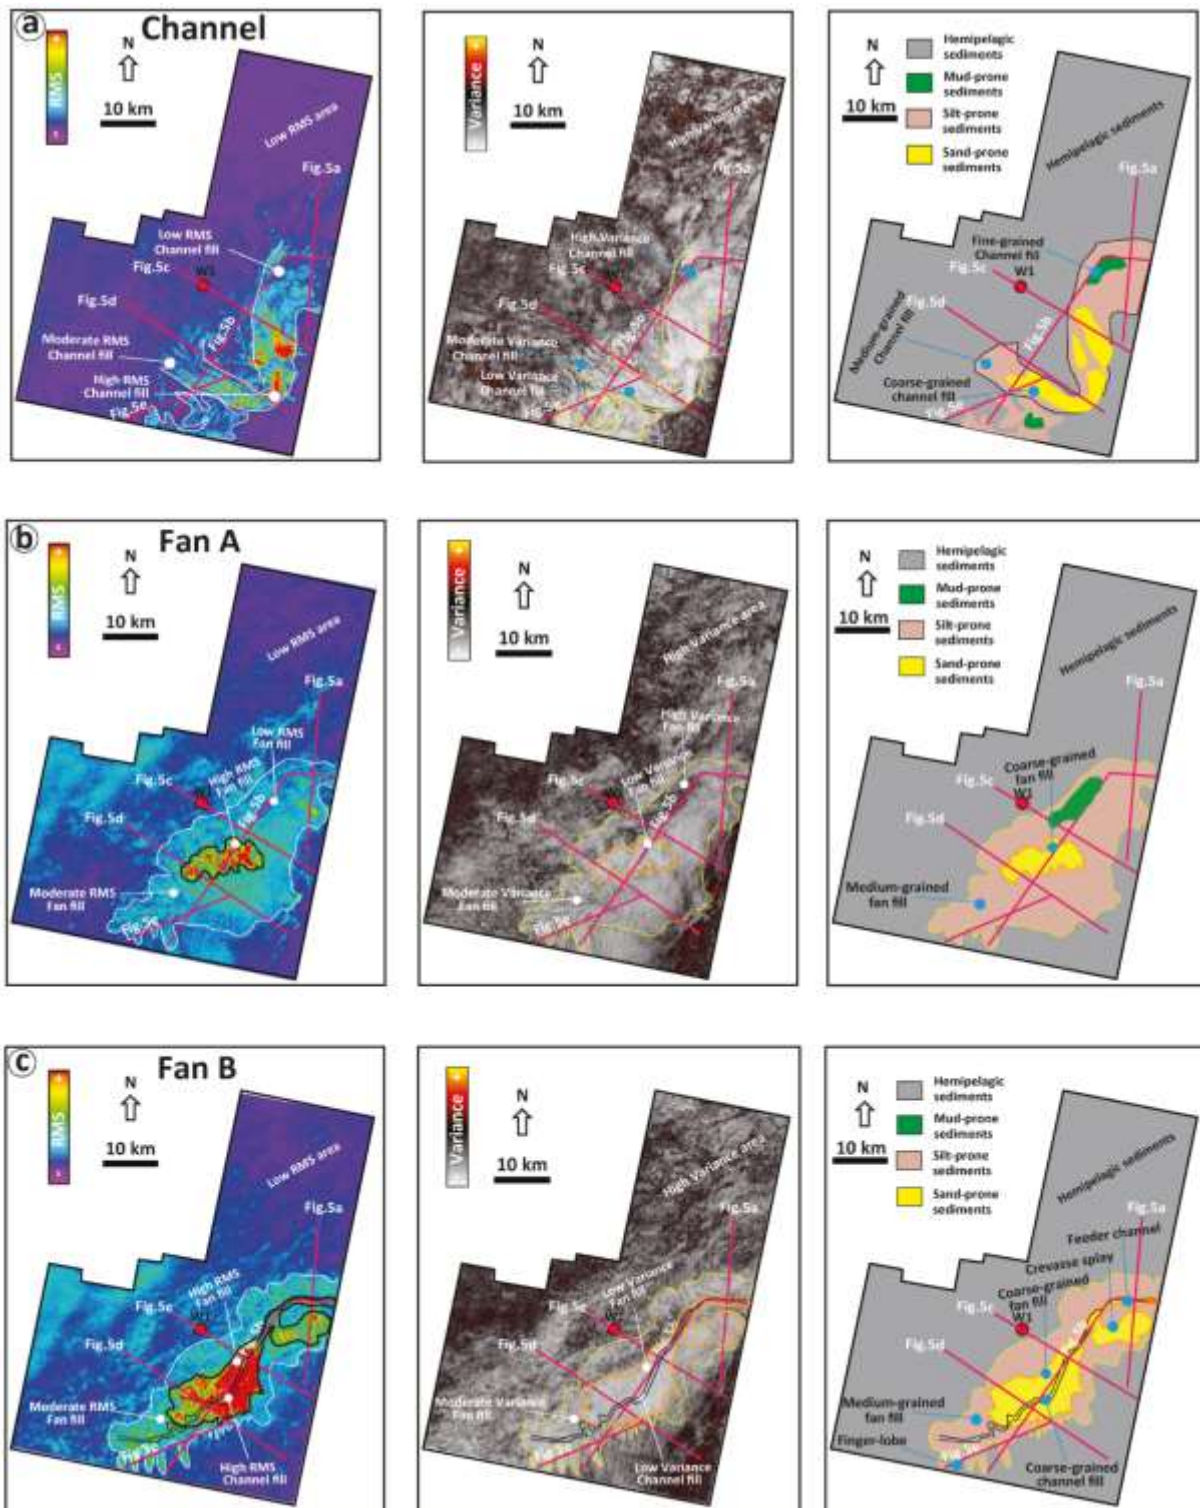 a
Channel
RMS
+
N
10 km
Low RMS area
Fig.5a
Low RMS
Channel fill
Fig.5c
W1
Fig.5d
Fig.5b
Moderate RMS
Channel fill
High RMS
Channel fill
Fig.5e
Variance
+
N
10 km
High Variance area
Fig.5a
High Variance
Channel fill
Fig.5c
Fig.5d
Fig.5b
Moderate Variance
Channel fill
Low Variance
Channel fill
Fig.5e
N
10 km
Hemipelagic
sediments
Mud-prone
sediments
Silt-prone
sediments
Sand-prone
sediments
Hemipelagic sediments
Fig.5a
Fine-grained
Channel fill
Fig.5c
W1
Fig.5d
Fig.5b
Medium-grained
Channel fill
Coarse-grained
channel fill
Fig.5e
b
Fan A
RMS
+
N
10 km
Low RMS area
Fig.5a
Low RMS
Fan fill
High RMS
Fan fill
Fig.5c
Fig.5b
Fig.5d
Moderate RMS
Fan fill
Fig.5e
Variance
+
N
10 km
High Variance area
Fig.5a
High Variance
Fan fill
Low Variance
Fan fill
Fig.5c
Fig.5b
Fig.5d
Moderate Variance
Fan fill
Fig.5e
N
10 km
Hemipelagic
sediments
Mud-prone
sediments
Silt-prone
sediments
Sand-prone
sediments
Hemipelagic sediments
Fig.5a
Coarse-grained
fan fill
Fig.5c
W1
Fig.5d
Medium-grained
fan fill
c
Fan B
RMS
+
N
10 km
Low RMS area
Fig.5a
High RMS
Fan fill
Fig.5c
W1
Fig.5d
Moderate RMS
Fan fill
High RMS
Channel fill
Variance
+
N
10 km
High Variance area
Fig.5a
Low Variance
Fan fill
Fig.5c
Fig.5d
Moderate Variance
Fan fill
Low Variance
Channel fill
N
10 km
Hemipelagic
sediments
Mud-prone
sediments
Silt-prone
sediments
Sand-prone
sediments
Hemipelagic sediments
Fig.5a
Feeder channel
Crevasse splay
Coarse-grained
fan fill
Fig.5c
W1
Fig.5d
Medium-grained
fan fill
Finger-lobe
Coarse-grained
channel fill